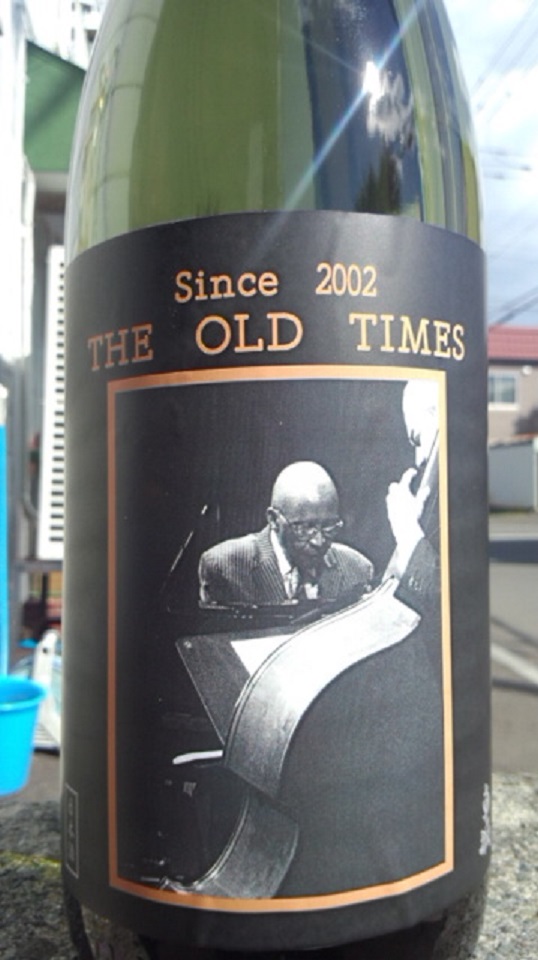 Since 2002
THE OLD TIMES